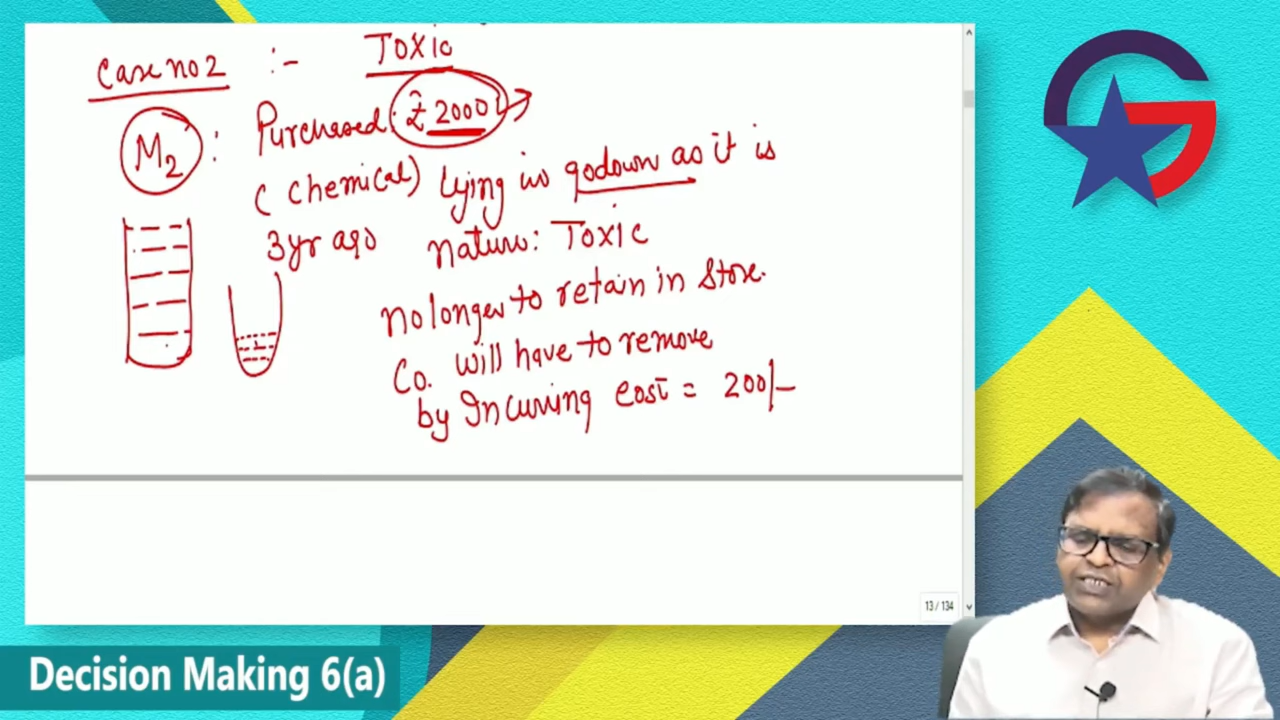 Case no 2 :- Toxic
M2 : Purchased ₹ 2000
( Chemical) lying in godown as it is
3yr ago nature: Toxic
No longer to retain in store.
Co. will have to remove
by Incurring cost = 200/-
13 / 134
Decision Making 6(a)